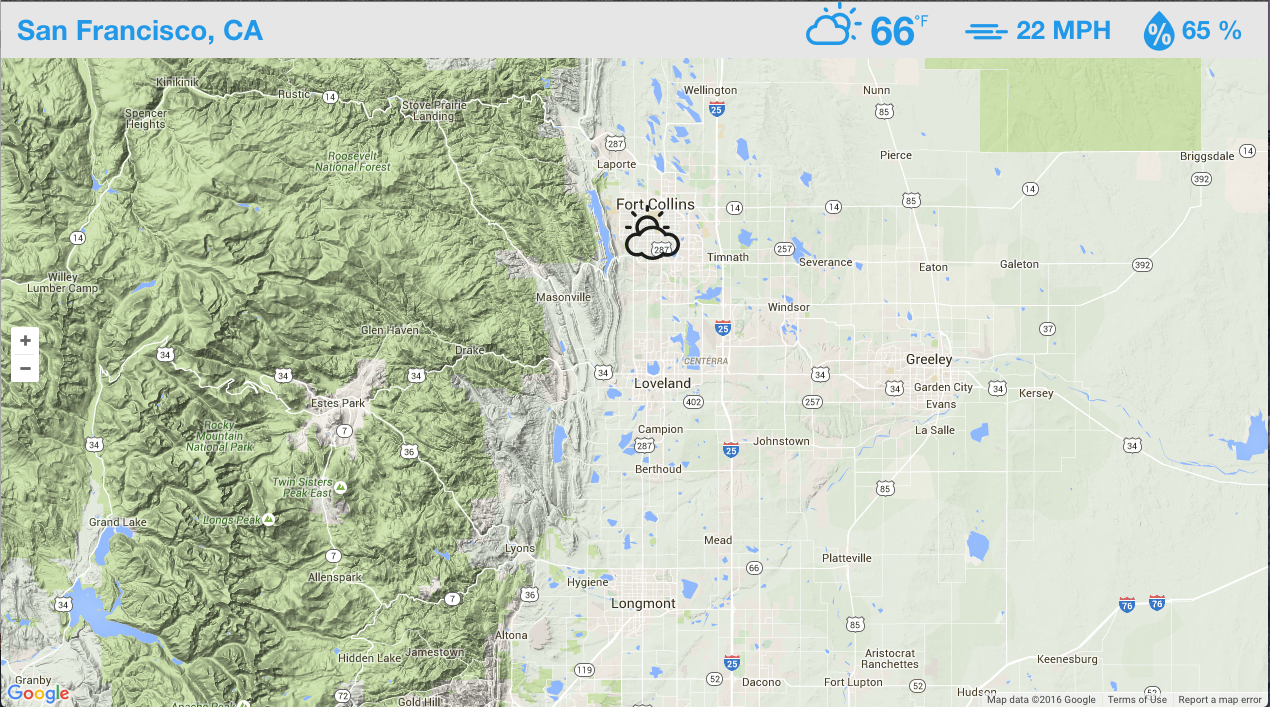 San Francisco, CA
66°F
22 MPH
%
65 %
Kinikinik
Rustic
14
Stove Prairie
Landing
Spencer
Heights
Roosevelt
National Forest
Wellington
25
Nunn
85
287
Laporte
Pierce
Briggsdale
14
392
14
Fort Collins
14
14
85
14
287
Timnath
257
Severance
Eaton
Galeton
392
Willey
Lumber Camp
Masonville
Windsor
Glen Haven
25
37
+
−
Drake
34
34
34
34
CENTERRA
Loveland
34
Greeley
34
Garden City
34
Kersey
Estes Park
402
257
Evans
7
Rocky
Mountain
National Park
34
36
Campion
287
25
Johnstown
La Salle
34
Berthoud
Twin Sisters
Peak East
85
Longs Peak
Grand Lake
Lyons
Mead
7
66
Platteville
Allenspark
Hygiene
34
7
36
Longmont
76
76
85
Altona
Hidden Lake
Jamestown
25
Aristocrat
Ranchettes
Keenesburg
119
52
Dacono
Fort Lupton
52
52
Granby
Google
72
Gold Hill
Apache Peak
Hudson
Map data ©2016 Google
Terms of Use
Report a map error